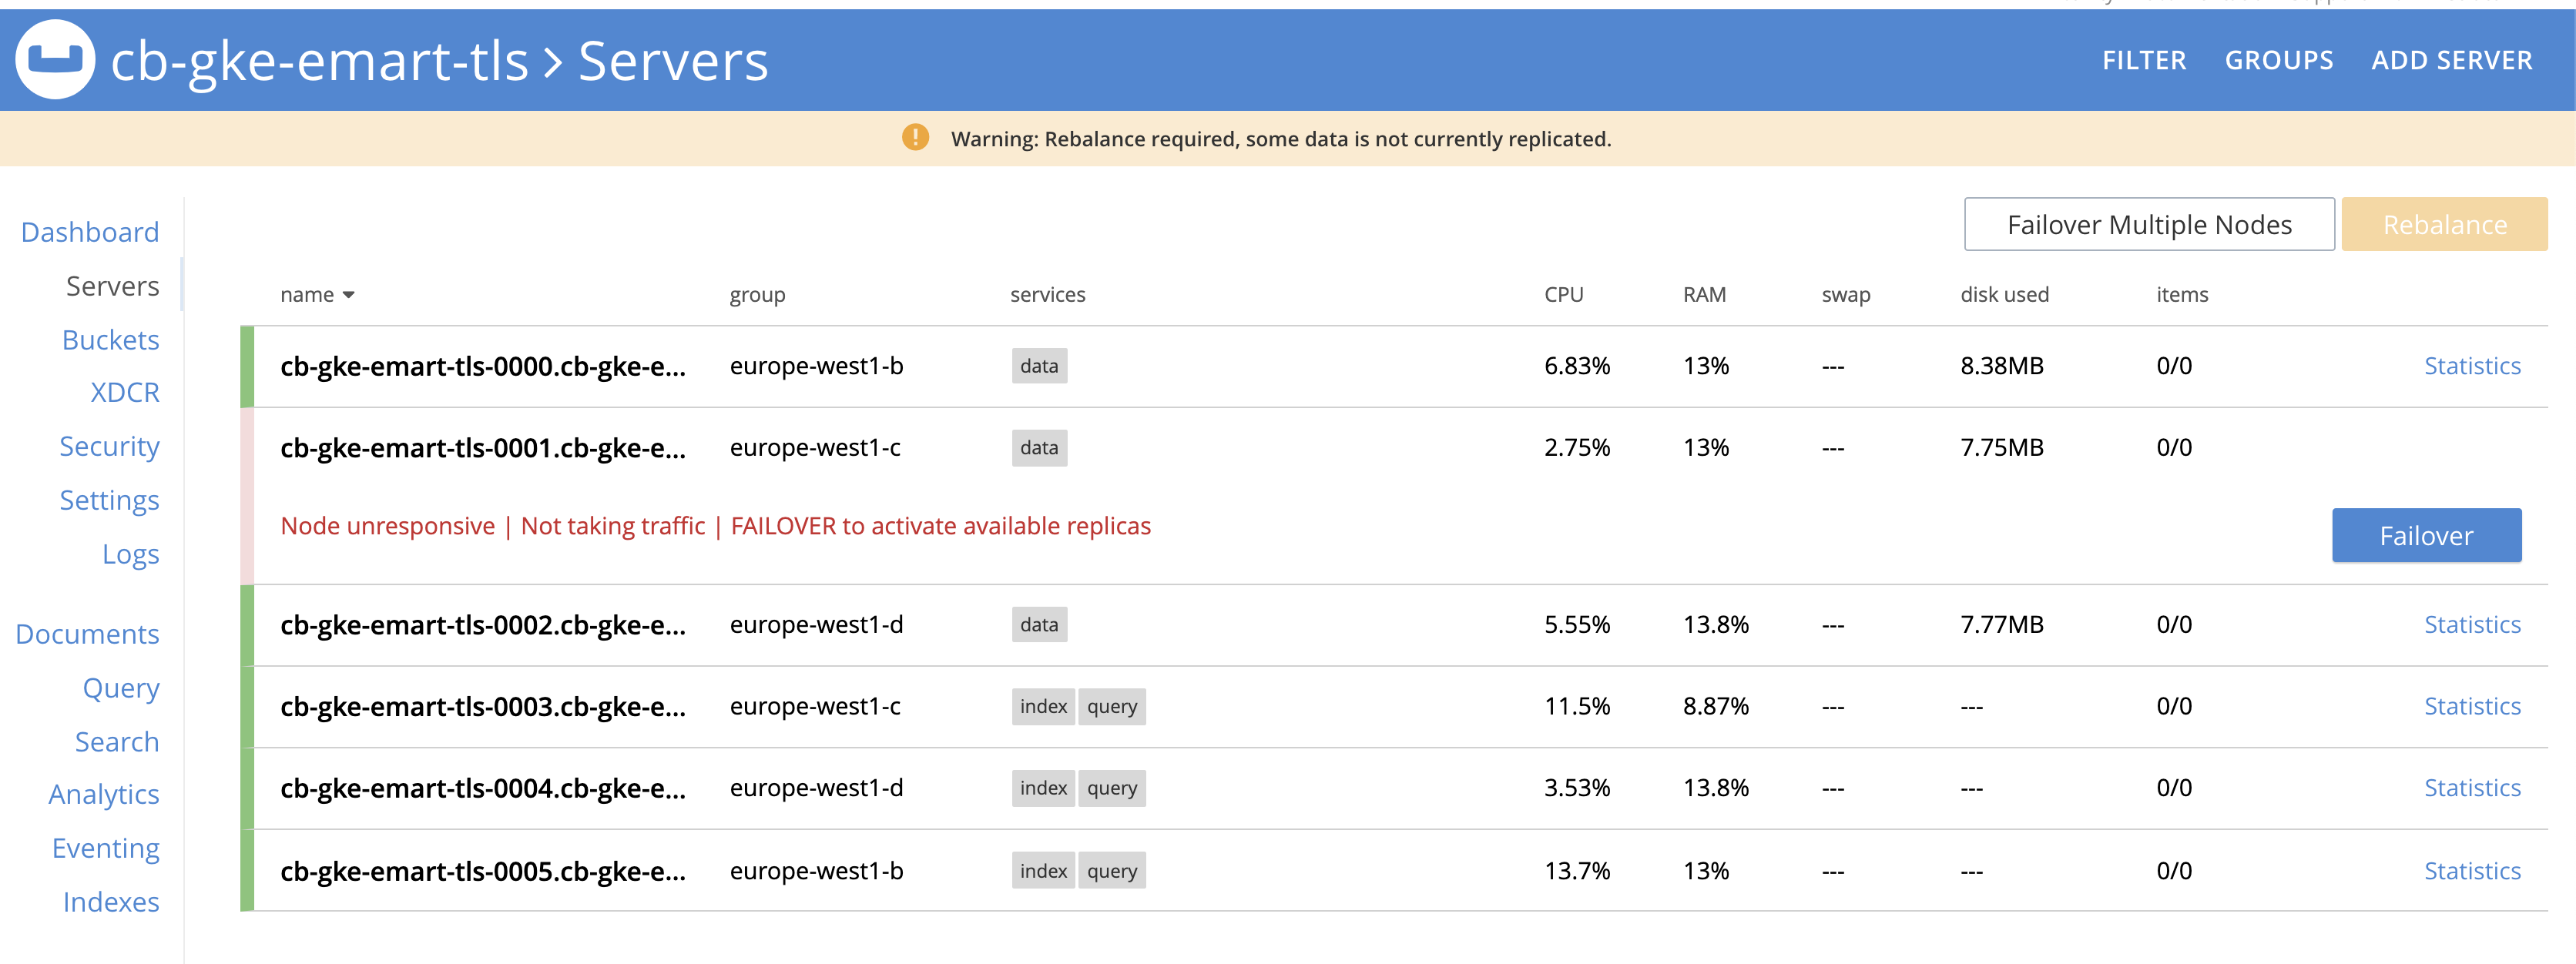 cb-gke-emart-tls > Servers
FILTER GROUPS ADD SERVER
Warning: Rebalance required, some data is not currently replicated.
Dashboard
Servers
Buckets
XDCR
Security
Settings
Logs
Documents
Query
Search
Analytics
Eventing
Indexes
Failover Multiple Nodes Rebalance
name group services CPU RAM swap disk used items
cb-gke-emart-tls-0000.cb-gke-e... europe-west1-b data 6.83% 13% --- 8.38MB 0/0 Statistics
cb-gke-emart-tls-0001.cb-gke-e... europe-west1-c data 2.75% 13% --- 7.75MB 0/0
Node unresponsive | Not taking traffic | FAILOVER to activate available replicas Failover
cb-gke-emart-tls-0002.cb-gke-e... europe-west1-d data 5.55% 13.8% --- 7.77MB 0/0 Statistics
cb-gke-emart-tls-0003.cb-gke-e... europe-west1-c index query 11.5% 8.87% --- --- 0/0 Statistics
cb-gke-emart-tls-0004.cb-gke-e... europe-west1-d index query 3.53% 13.8% --- --- 0/0 Statistics
cb-gke-emart-tls-0005.cb-gke-e... europe-west1-b index query 13.7% 13% --- --- 0/0 Statistics